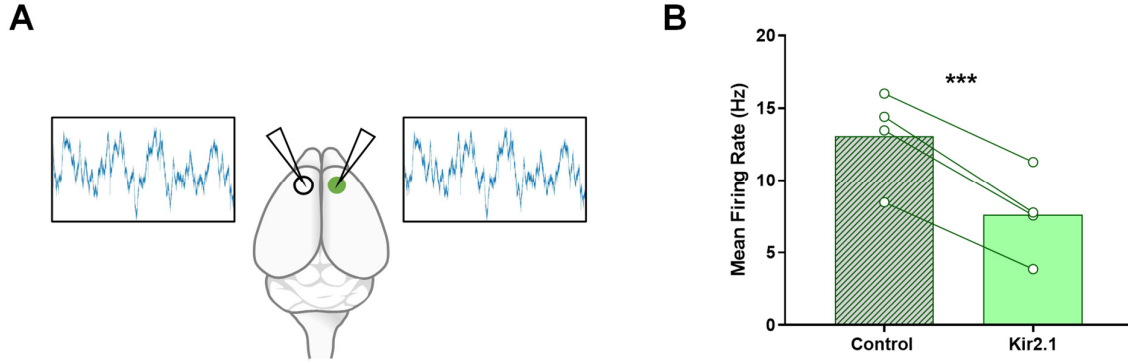 A
B
20
***
15
10
5
0
Mean Firing Rate (Hz)
Control Kir2.1